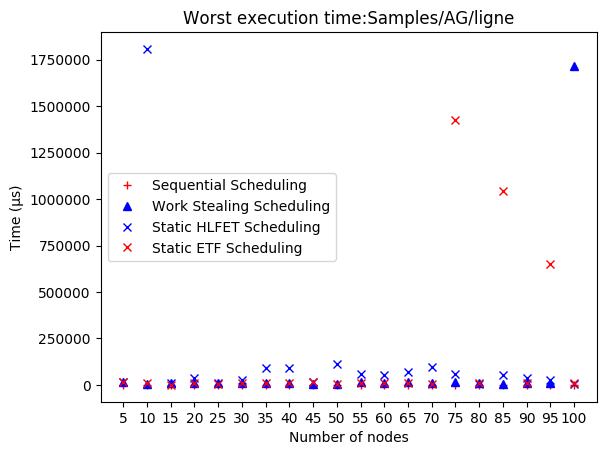 Worst execution time:Samples/AG/ligne
1750000
1500000
1250000
1000000
750000
500000
250000
0
Time (µs)
Sequential Scheduling
Work Stealing Scheduling
Static HLFET Scheduling
Static ETF Scheduling
5 10 15 20 25 30 35 40 45 50 55 60 65 70 75 80 85 90 95 100
Number of nodes